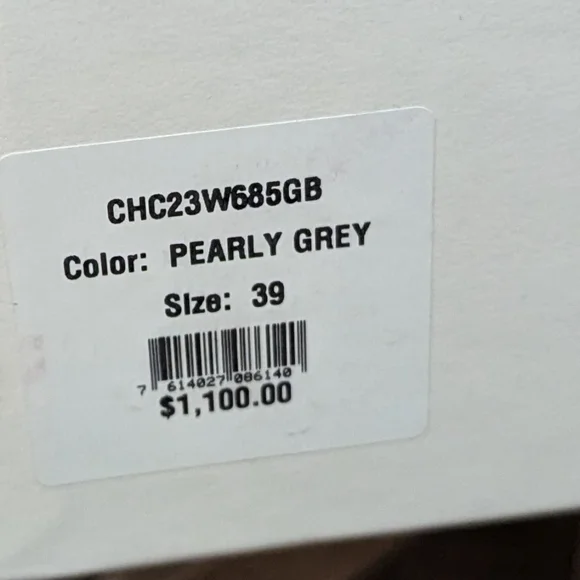 CHC23W685GB
Color: PEARLY GREY
Size: 39
7 614027 086140
$1,100.00